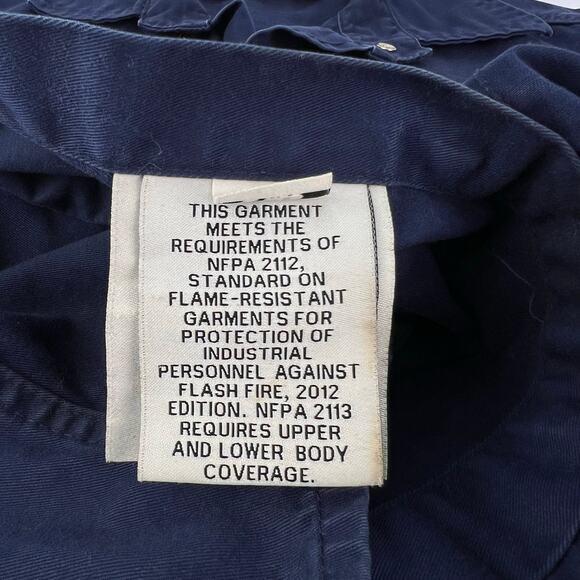 THIS GARMENT
MEETS THE
REQUIREMENTS OF
NFPA 2112,
STANDARD ON
FLAME-RESISTANT
GARMENTS FOR
PROTECTION OF
INDUSTRIAL
PERSONNEL AGAINST
FLASH FIRE, 2012
EDITION. NFPA 2113
REQUIRES UPPER
AND LOWER BODY
COVERAGE.